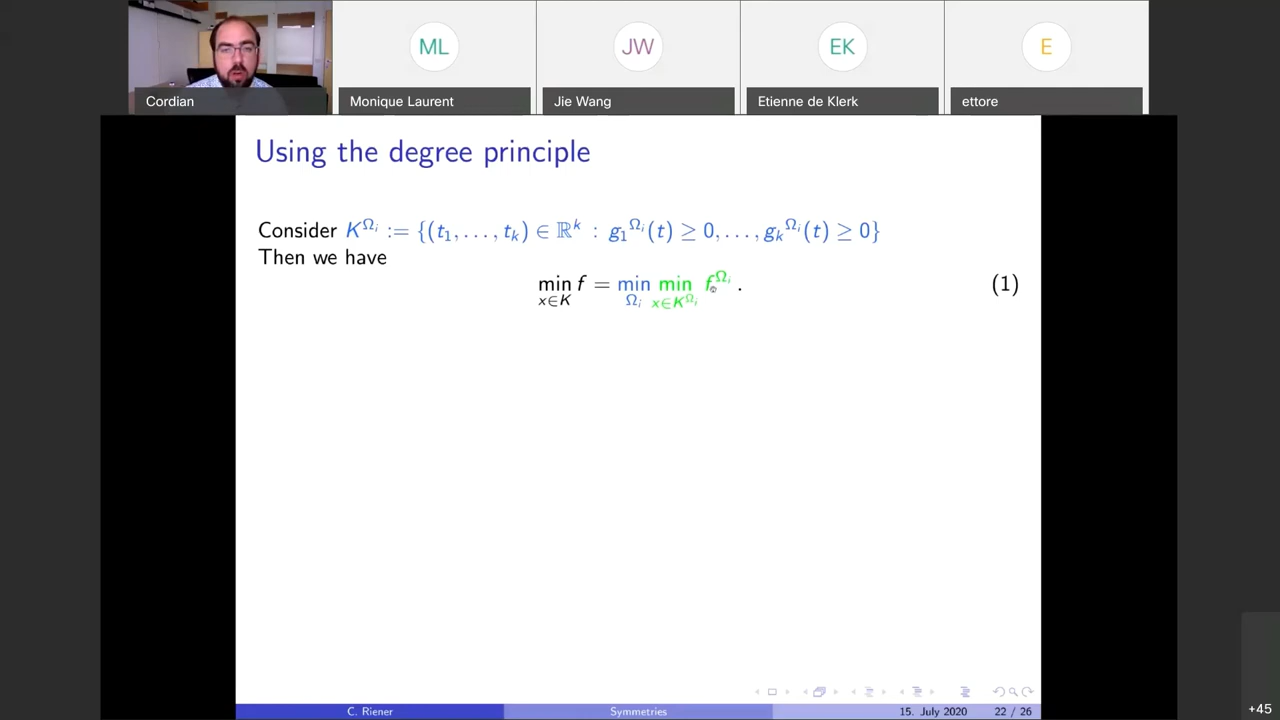 ML
JW
EK
E
Cordian
Monique Laurent
Jie Wang
Etienne de Klerk
ettore
Using the degree principle
Consider K^{Ω_i} := {(t_1, …, t_k) ∈ ℝ^k : g_1^{Ω_i}(t) ≥ 0, …, g_k^{Ω_i}(t) ≥ 0}
Then we have
min_{x∈K} f = min_{Ω_i} min_{x∈K^{Ω_i}} f^{Ω_i} . (1)
C. Riener Symmetries 15. July 2020 22 / 26
+45